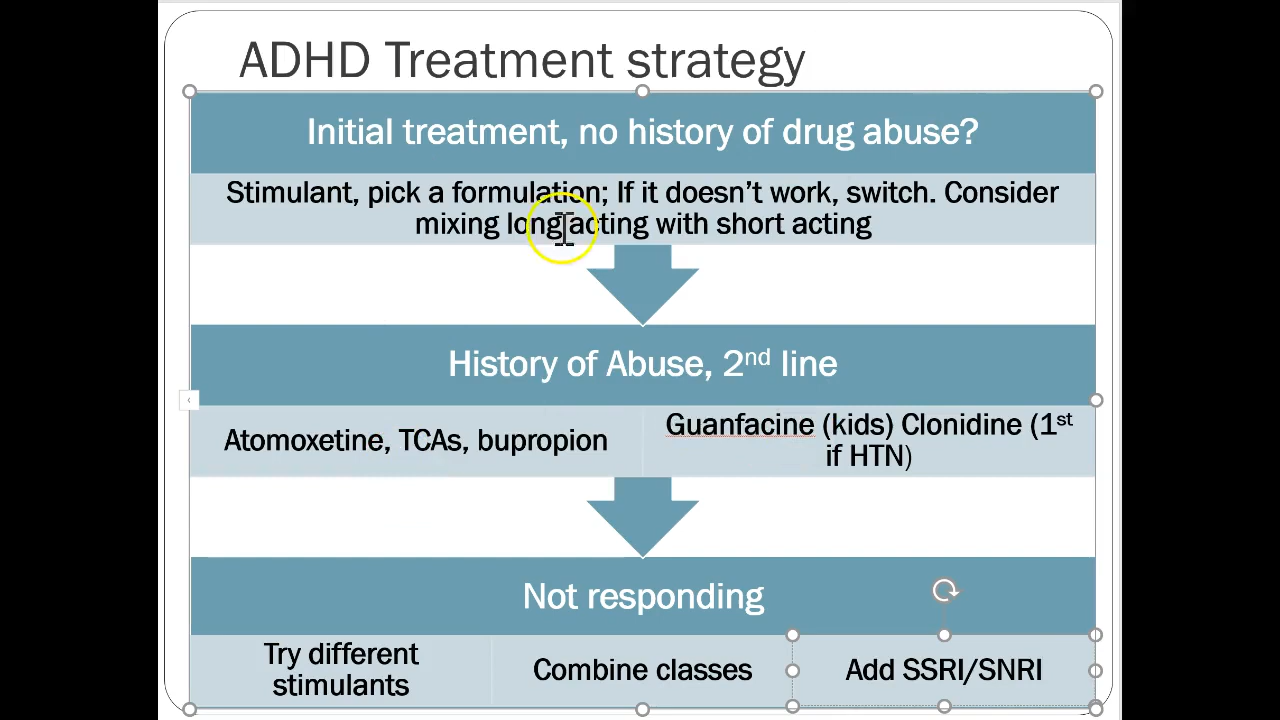 ADHD Treatment strategy
Initial treatment, no history of drug abuse?
Stimulant, pick a formulation; If it doesn't work, switch. Consider
mixing long acting with short acting
History of Abuse, 2nd line
Atomoxetine, TCAs, bupropion
Guanfacine (kids) Clonidine (1st
if HTN)
Not responding
Try different
stimulants
Combine classes
Add SSRI/SNRI